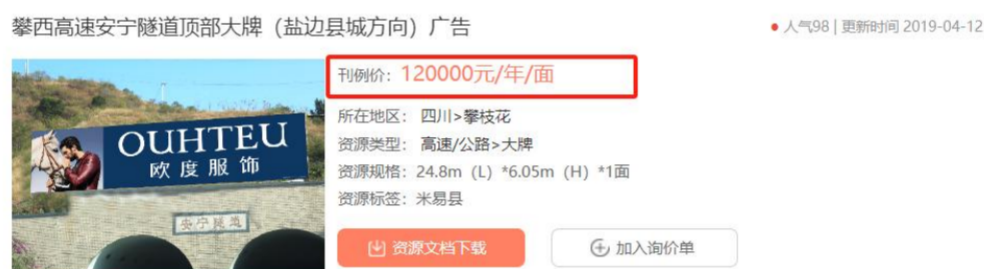 攀西高速安宁隧道顶部大牌（盐边县城方向）广告
人气98 | 更新时间 2019-04-12
刊例价：120000元/年/面
所在地区：四川>攀枝花
资源类型：高速/公路>大牌
资源规格：24.8m（L）*6.05m（H）*1面
资源标签：米易县
资源文档下载
加入询价单
OUHTEU
欧度服饰
安宁隧道